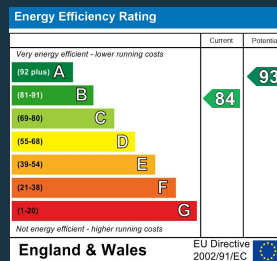 Energy Efficiency Rating
Current Potential
Very energy efficient - lower running costs
(92 plus) A
93
(81-91) B
84
(69-80) C
(55-68) D
(39-54) E
(21-38) F
(1-20) G
Not energy efficient - higher running costs
England & Wales
EU Directive
2002/91/EC